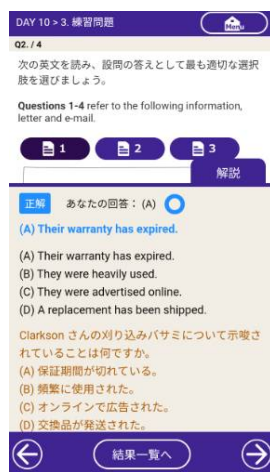 DAY 10 > 3. 練習問題
Menu
Q2. / 4
次の英文を読み、設問の答えとして最も適切な選択
肢を選びましょう。
Questions 1-4 refer to the following information,
letter and e-mail.
1
2
3
解説
正解 あなたの回答： (A)
(A) Their warranty has expired.
(A) Their warranty has expired.
(B) They were heavily used.
(C) They were advertised online.
(D) A replacement has been shipped.
Clarkson さんの刈り込みバサミについて示唆さ
れていることは何ですか。
(A) 保証期間が切れている。
(B) 頻繁に使用された。
(C) オンラインで広告された。
(D) 交換品が発送された。
結果一覧へ